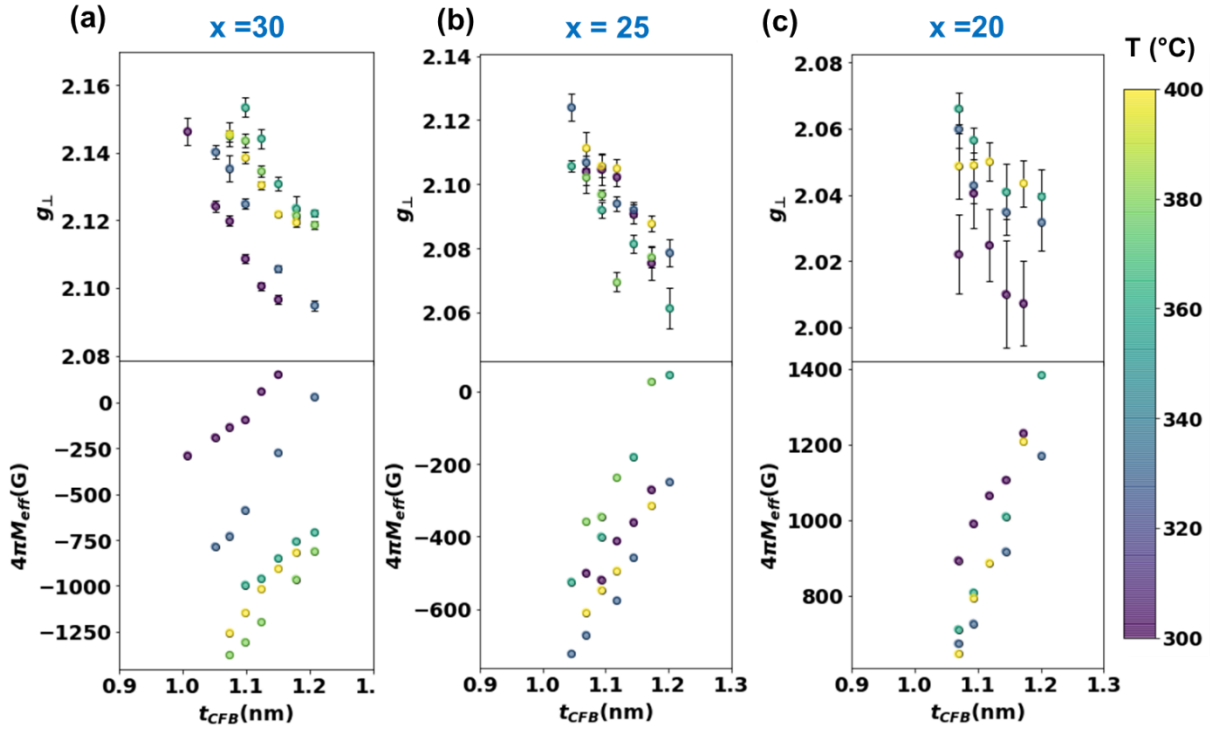 (a)
x =30
(b)
x = 25
(c)
x =20
T (°C)
2.16
2.14
2.12
2.10
2.08
g⊥
2.14
2.12
2.10
2.08
2.06
g⊥
2.08
2.06
2.04
2.02
2.00
g⊥
400
380
360
340
320
300
0
−250
−500
−750
−1000
−1250
4πMeff(G)
0
−200
−400
−600
4πMeff(G)
1400
1200
1000
800
4πMeff(G)
0.9 1.0 1.1 1.2 1.
tCFB(nm)
0.9 1.0 1.1 1.2 1.3
tCFB(nm)
0.9 1.0 1.1 1.2 1.3
tCFB(nm)